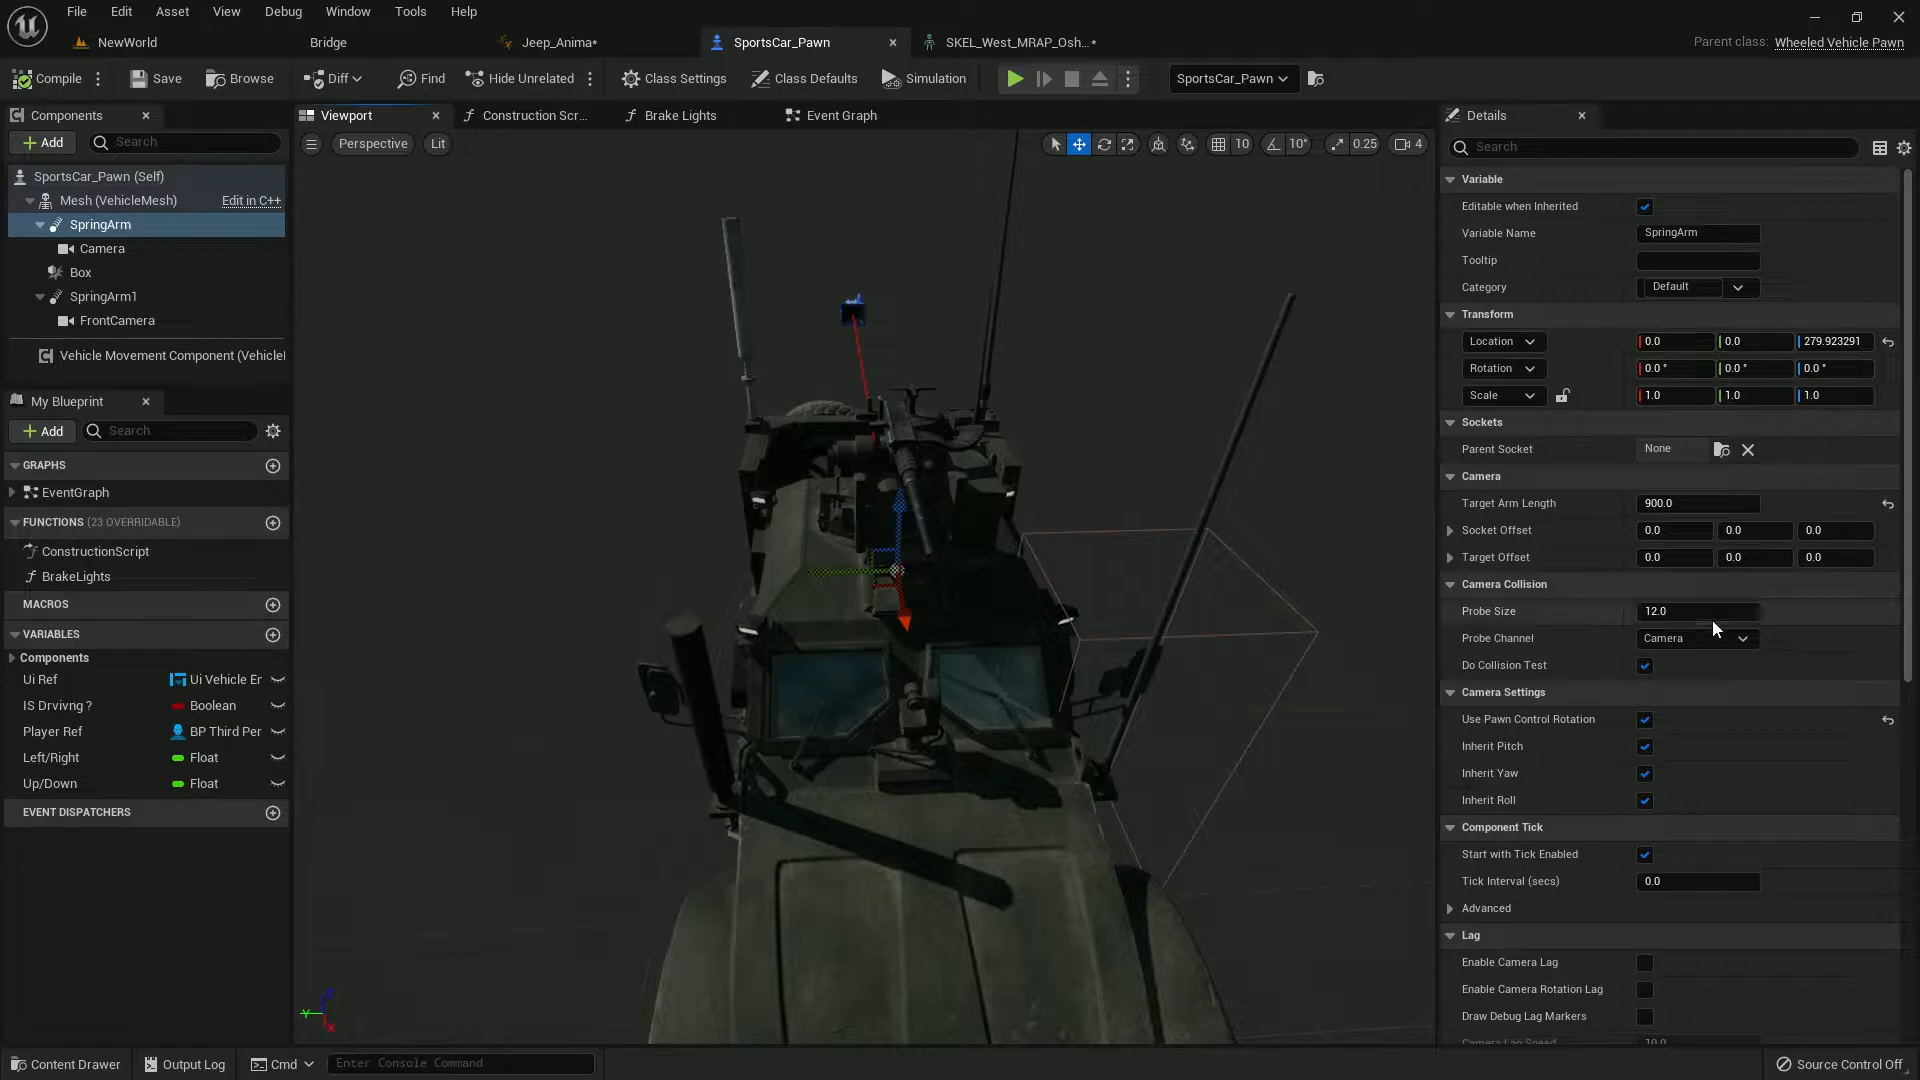 File Edit Asset View Debug Window Tools Help
NewWorld Bridge Jeep_Anima* SportsCar_Pawn SKEL_West_MRAP_Osh...* Parent class: Wheeled Vehicle Pawn
Compile Save Browse Diff Find Hide Unrelated Class Settings Class Defaults Simulation SportsCar_Pawn
Components
Add Search
SportsCar_Pawn (Self)
Mesh (VehicleMesh) Edit in C++
SpringArm
Camera
Box
SpringArm1
FrontCamera
Vehicle Movement Component (Vehicle
My Blueprint
Add Search
GRAPHS
EventGraph
FUNCTIONS (23 OVERRIDABLE)
ConstructionScript
BrakeLights
MACROS
VARIABLES
Components
Ui Ref Ui Vehicle Er
IS Drvivng ? Boolean
Player Ref BP Third Per
Left/Right Float
Up/Down Float
EVENT DISPATCHERS
Viewport Construction Scr... Brake Lights Event Graph
Perspective Lit 10 10° 0.25 4
Z
Y
X
Details
Search
Variable
Editable when Inherited
Variable Name SpringArm
Tooltip
Category Default
Transform
Location 0.0 0.0 279.923291
Rotation 0.0 ° 0.0 ° 0.0 °
Scale 1.0 1.0 1.0
Sockets
Parent Socket None
Camera
Target Arm Length 900.0
Socket Offset 0.0 0.0 0.0
Target Offset 0.0 0.0 0.0
Camera Collision
Probe Size 12.0
Probe Channel Camera
Do Collision Test
Camera Settings
Use Pawn Control Rotation
Inherit Pitch
Inherit Yaw
Inherit Roll
Component Tick
Start with Tick Enabled
Tick Interval (secs) 0.0
Advanced
Lag
Enable Camera Lag
Enable Camera Rotation Lag
Draw Debug Lag Markers
Camera Lag Speed 10.0
Content Drawer Output Log Cmd Enter Console Command Source Control Off